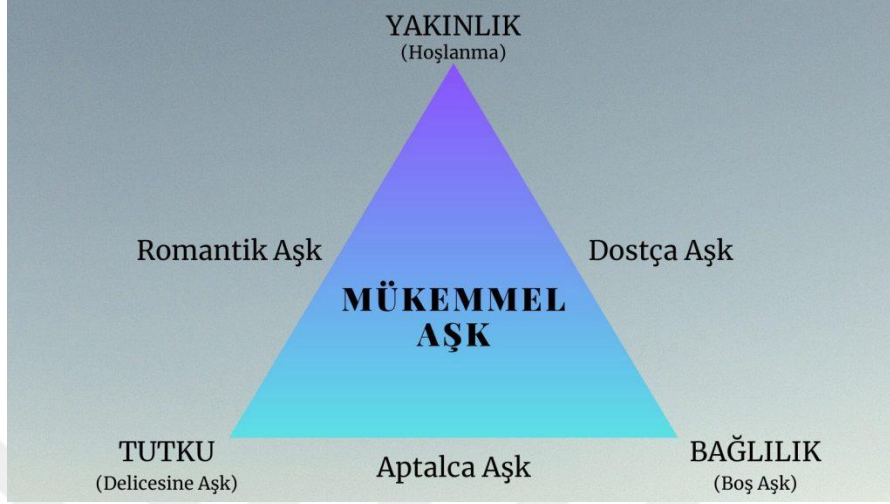 YAKINLIK
(Hoşlanma)
Romantik Aşk
Dostça Aşk
MÜKEMMEL
AŞK
TUTKU
(Delicesine Aşk)
Aptalca Aşk
BAĞLILIK
(Boş Aşk)